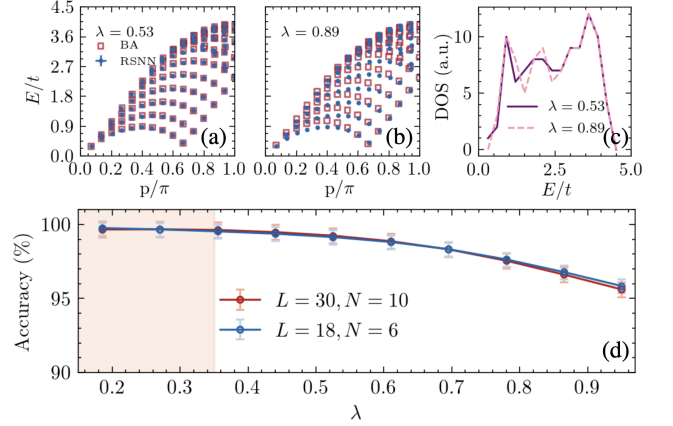 4.5
3.6
2.7
1.8
0.9
0.0
E/t
λ = 0.53
BA
RSNN
(a)
0.0 0.2 0.4 0.6 0.8 1.0
p/π
λ = 0.89
(b)
0.0 0.2 0.4 0.6 0.8 1.0
p/π
10
5
0
DOS (a.u.)
λ = 0.53
λ = 0.89
(c)
0.0 2.5 5.0
E/t
100
95
90
Accuracy (%)
L = 30, N = 10
L = 18, N = 6
(d)
0.2 0.3 0.4 0.5 0.6 0.7 0.8 0.9
λ